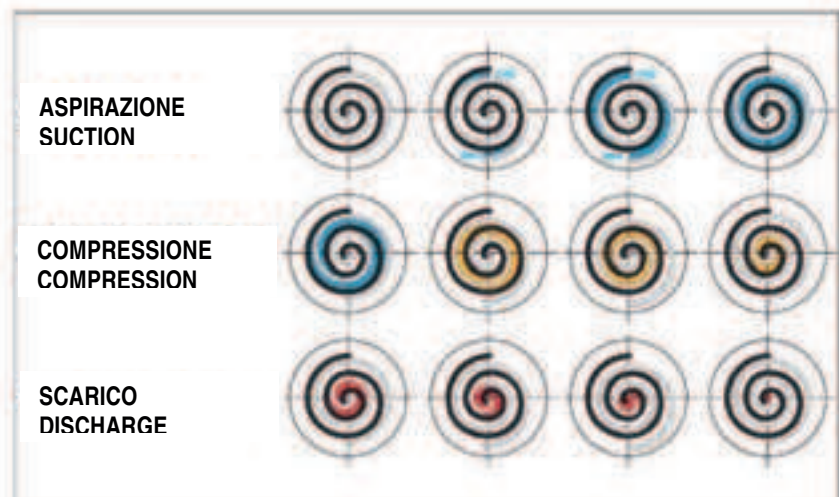 ASPIRAZIONE
SUCTION
COMPRESSIONE
COMPRESSION
SCARICO
DISCHARGE